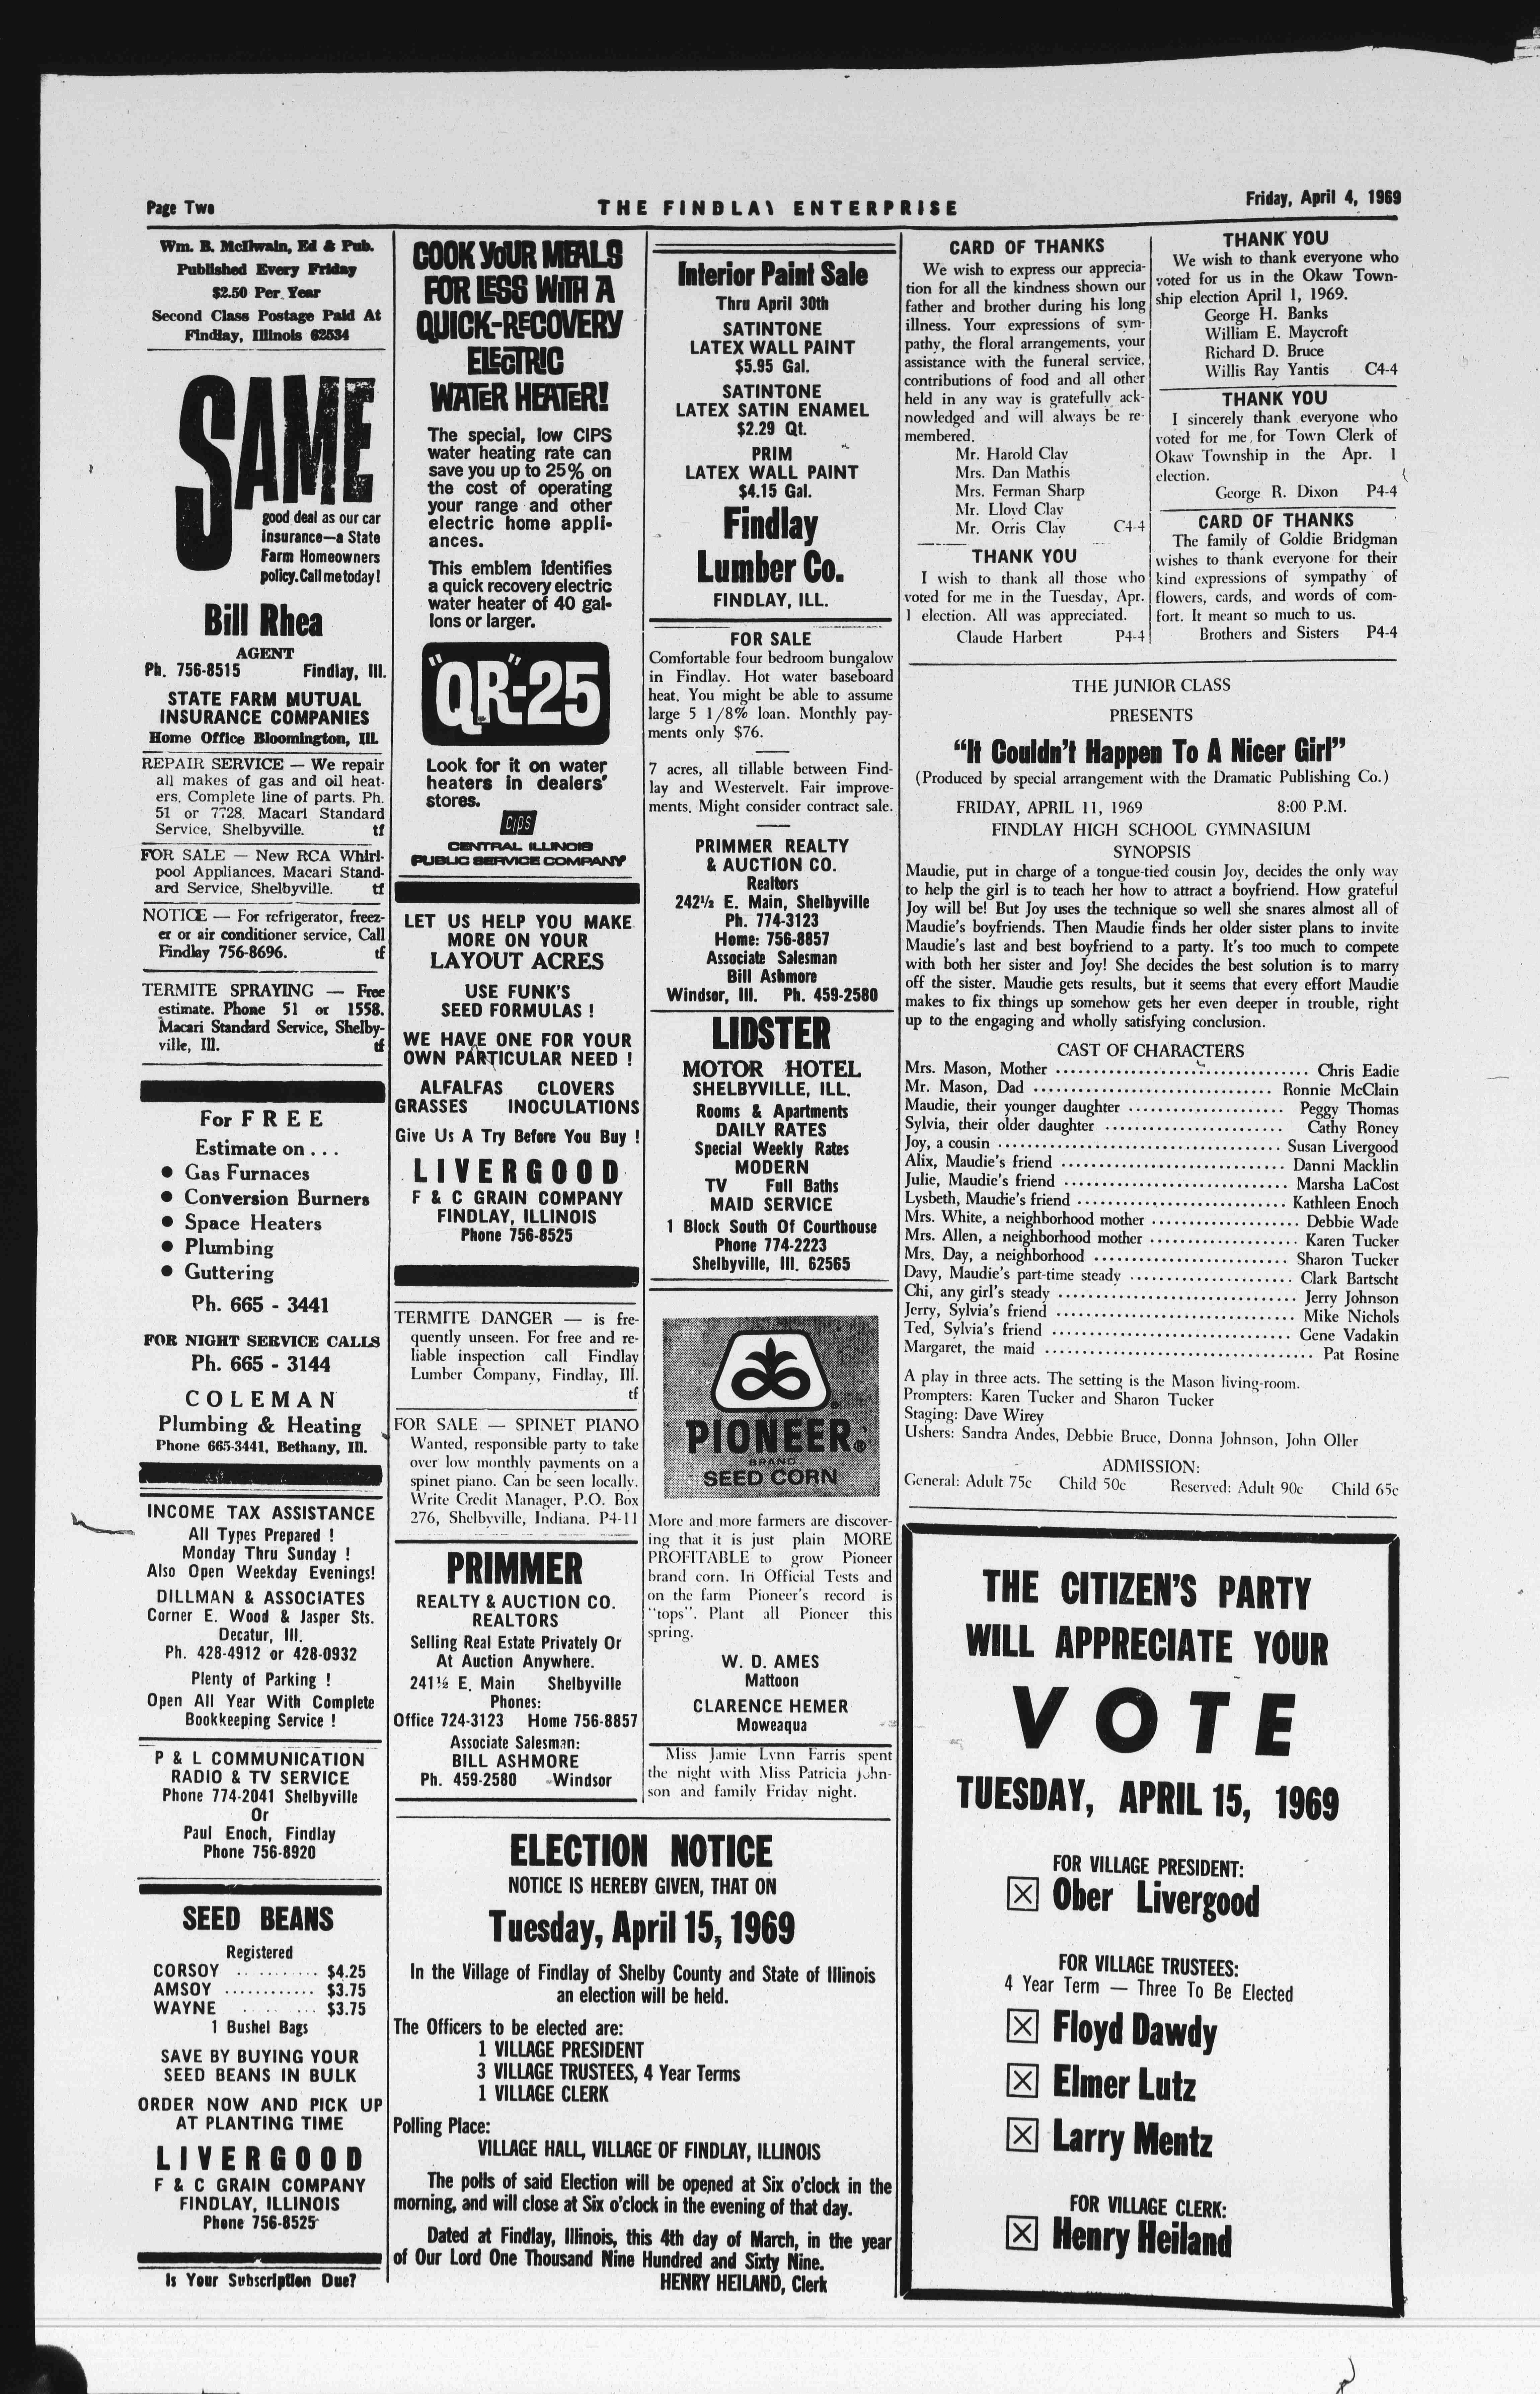 Page Two
THE FINDLAY ENTERPRISE
Friday, April 4, 1969
Wm. B. McIlwain, Ed & Pub.
Published Every Friday
$2.50 Per Year
Second Class Postage Paid At
Findlay, Illinois 62534
SAME
good deal as our car
insurance—a State
Farm Homeowners
policy. Call me today!
Bill Rhea
AGENT
Ph. 756-8515 Findlay, Ill.
STATE FARM MUTUAL
INSURANCE COMPANIES
Home Office Bloomington, Ill.
REPAIR SERVICE — We repair
all makes of gas and oil heat-
ers. Complete line of parts. Ph.
51 or 7728. Macari Standard
Service, Shelbyville. tf
FOR SALE — New RCA Whirl-
pool Appliances. Macari Stand-
ard Service, Shelbyville. tf
NOTICE — For refrigerator, freez-
er or air conditioner service, Call
Findlay 756-8696. tf
TERMITE SPRAYING — Free
estimate. Phone 51 or 1558.
Macari Standard Service, Shelby-
ville, Ill. tf
For FREE
Estimate on . . .
• Gas Furnaces
• Conversion Burners
• Space Heaters
• Plumbing
• Guttering
Ph. 665 - 3441
FOR NIGHT SERVICE CALLS
Ph. 665 - 3144
COLEMAN
Plumbing & Heating
Phone 665-3441, Bethany, Ill.
INCOME TAX ASSISTANCE
All Types Prepared !
Monday Thru Sunday !
Also Open Weekday Evenings!
DILLMAN & ASSOCIATES
Corner E. Wood & Jasper Sts.
Decatur, Ill.
Ph. 428-4912 or 428-0932
Plenty of Parking !
Open All Year With Complete
Bookkeeping Service !
P & L COMMUNICATION
RADIO & TV SERVICE
Phone 774-2041 Shelbyville
Or
Paul Enoch, Findlay
Phone 756-8920
SEED BEANS
Registered
CORSOY .......... $4.25
AMSOY ............ $3.75
WAYNE .......... $3.75
1 Bushel Bags
SAVE BY BUYING YOUR
SEED BEANS IN BULK
ORDER NOW AND PICK UP
AT PLANTING TIME
LIVERGOOD
F & C GRAIN COMPANY
FINDLAY, ILLINOIS
Phone 756-8525
Is Your Subscription Due?
COOK YOUR MEALS
FOR LESS WITH A
QUICK-RECOVERY
ELECTRIC
WATER HEATER!
The special, low CIPS
water heating rate can
save you up to 25% on
the cost of operating
your range and other
electric home appli-
ances.
This emblem identifies
a quick recovery electric
water heater of 40 gal-
lons or larger.
"QR"-25
Look for it on water
heaters in dealers'
stores.
CIPS
CENTRAL ILLINOIS
PUBLIC SERVICE COMPANY
LET US HELP YOU MAKE
MORE ON YOUR
LAYOUT ACRES
USE FUNK'S
SEED FORMULAS !
WE HAVE ONE FOR YOUR
OWN PARTICULAR NEED !
ALFALFAS CLOVERS
GRASSES INOCULATIONS
Give Us A Try Before You Buy !
LIVERGOOD
F & C GRAIN COMPANY
FINDLAY, ILLINOIS
Phone 756-8525
TERMITE DANGER — is fre-
quently unseen. For free and re-
liable inspection call Findlay
Lumber Company, Findlay, Ill.
tf
FOR SALE — SPINET PIANO
Wanted, responsible party to take
over low monthly payments on a
spinet piano. Can be seen locally.
Write Credit Manager, P.O. Box
276, Shelbyville, Indiana. P4-11
PRIMMER
REALTY & AUCTION CO.
REALTORS
Selling Real Estate Privately Or
At Auction Anywhere.
241½ E. Main Shelbyville
Phones:
Office 724-3123 Home 756-8857
Associate Salesman:
BILL ASHMORE
Ph. 459-2580 Windsor
Interior Paint Sale
Thru April 30th
SATINTONE
LATEX WALL PAINT
$5.95 Gal.
SATINTONE
LATEX SATIN ENAMEL
$2.29 Qt.
PRIM
LATEX WALL PAINT
$4.15 Gal.
Findlay
Lumber Co.
FINDLAY, ILL.
FOR SALE
Comfortable four bedroom bungalow
in Findlay. Hot water baseboard
heat. You might be able to assume
large 5 1/8% loan. Monthly pay-
ments only $76.
7 acres, all tillable between Find-
lay and Westervelt. Fair improve-
ments. Might consider contract sale.
PRIMMER REALTY
& AUCTION CO.
Realtors
242½ E. Main, Shelbyville
Ph. 774-3123
Home: 756-8857
Associate Salesman
Bill Ashmore
Windsor, Ill. Ph. 459-2580
LIDSTER
MOTOR HOTEL
SHELBYVILLE, ILL.
Rooms & Apartments
DAILY RATES
Special Weekly Rates
MODERN
TV Full Baths
MAID SERVICE
1 Block South Of Courthouse
Phone 774-2223
Shelbyville, Ill. 62565
PIONEER®
BRAND
SEED CORN
More and more farmers are discover-
ing that it is just plain MORE
PROFITABLE to grow Pioneer
brand corn. In Official Tests and
on the farm Pioneer's record is
"tops". Plant all Pioneer this
spring.
W. D. AMES
Mattoon
CLARENCE HEMER
Moweaqua
Miss Jamie Lynn Farris spent
the night with Miss Patricia John-
son and family Friday night.
ELECTION NOTICE
NOTICE IS HEREBY GIVEN, THAT ON
Tuesday, April 15, 1969
In the Village of Findlay of Shelby County and State of Illinois
an election will be held.
The Officers to be elected are:
1 VILLAGE PRESIDENT
3 VILLAGE TRUSTEES, 4 Year Terms
1 VILLAGE CLERK
Polling Place:
VILLAGE HALL, VILLAGE OF FINDLAY, ILLINOIS
The polls of said Election will be opened at Six o'clock in the
morning, and will close at Six o'clock in the evening of that day.
Dated at Findlay, Illinois, this 4th day of March, in the year
of Our Lord One Thousand Nine Hundred and Sixty Nine.
HENRY HEILAND, Clerk
CARD OF THANKS
We wish to express our apprecia-
tion for all the kindness shown our
father and brother during his long
illness. Your expressions of sym-
pathy, the floral arrangements, your
assistance with the funeral service,
contributions of food and all other
held in any way is gratefully ack-
nowledged and will always be re-
membered.
Mr. Harold Clay
Mrs. Dan Mathis
Mrs. Ferman Sharp
Mr. Lloyd Clay
Mr. Orris Clay C4-4
THANK YOU
I wish to thank all those who
voted for me in the Tuesday, Apr.
1 election. All was appreciated.
Claude Harbert P4-4
THANK YOU
We wish to thank everyone who
voted for us in the Okaw Town-
ship election April 1, 1969.
George H. Banks
William E. Maycroft
Richard D. Bruce
Willis Ray Yantis C4-4
THANK YOU
I sincerely thank everyone who
voted for me for Town Clerk of
Okaw Township in the Apr. 1
election.
George R. Dixon P4-4
CARD OF THANKS
The family of Goldie Bridgman
wishes to thank everyone for their
kind expressions of sympathy of
flowers, cards, and words of com-
fort. It meant so much to us.
Brothers and Sisters P4-4
THE JUNIOR CLASS
PRESENTS
"It Couldn't Happen To A Nicer Girl"
(Produced by special arrangement with the Dramatic Publishing Co.)
FRIDAY, APRIL 11, 1969 8:00 P.M.
FINDLAY HIGH SCHOOL GYMNASIUM
SYNOPSIS
Maudie, put in charge of a tongue-tied cousin Joy, decides the only way
to help the girl is to teach her how to attract a boyfriend. How grateful
Joy will be! But Joy uses the technique so well she snares almost all of
Maudie's boyfriends. Then Maudie finds her older sister plans to invite
Maudie's last and best boyfriend to a party. It's too much to compete
with both her sister and Joy! She decides the best solution is to marry
off the sister. Maudie gets results, but it seems that every effort Maudie
makes to fix things up somehow gets her even deeper in trouble, right
up to the engaging and wholly satisfying conclusion.
CAST OF CHARACTERS
Mrs. Mason, Mother .......... Chris Eadie
Mr. Mason, Dad .......... Ronnie McClain
Maudie, their younger daughter .......... Peggy Thomas
Sylvia, their older daughter .......... Cathy Roney
Joy, a cousin .......... Susan Livergood
Alix, Maudie's friend .......... Danni Macklin
Julie, Maudie's friend .......... Marsha LaCost
Lysbeth, Maudie's friend .......... Kathleen Enoch
Mrs. White, a neighborhood mother .......... Debbie Wade
Mrs. Allen, a neighborhood mother .......... Karen Tucker
Mrs. Day, a neighborhood .......... Sharon Tucker
Davy, Maudie's part-time steady .......... Clark Bartscht
Chi, any girl's steady .......... Jerry Johnson
Jerry, Sylvia's friend .......... Mike Nichols
Ted, Sylvia's friend .......... Gene Vadakin
Margaret, the maid .......... Pat Rosine
A play in three acts. The setting is the Mason living-room.
Prompters: Karen Tucker and Sharon Tucker
Staging: Dave Wirey
Ushers: Sandra Andes, Debbie Bruce, Donna Johnson, John Oller
ADMISSION:
General: Adult 75c Child 50c Reserved: Adult 90c Child 65c
THE CITIZEN'S PARTY
WILL APPRECIATE YOUR
VOTE
TUESDAY, APRIL 15, 1969
FOR VILLAGE PRESIDENT:
☒ Ober Livergood
FOR VILLAGE TRUSTEES:
4 Year Term — Three To Be Elected
☒ Floyd Dawdy
☒ Elmer Lutz
☒ Larry Mentz
FOR VILLAGE CLERK:
☒ Henry Heiland